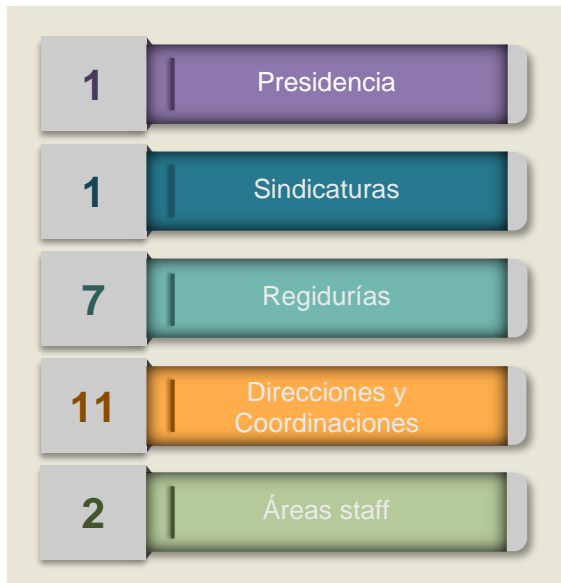 1
Presidencia
1
Sindicaturas
7
Regidurías
11
Direcciones y
Coordinaciones
2
Áreas staff